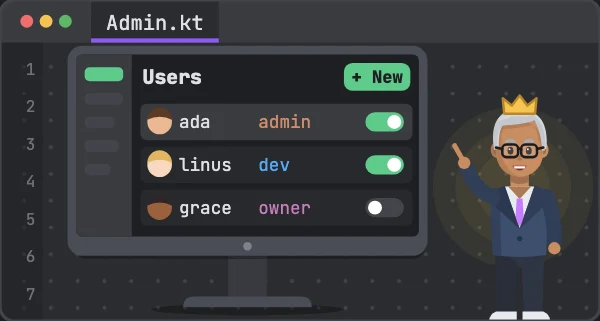 Admin.kt
1
2
3
4
5
6
7
Users
+ New
ada admin
linus dev
grace owner